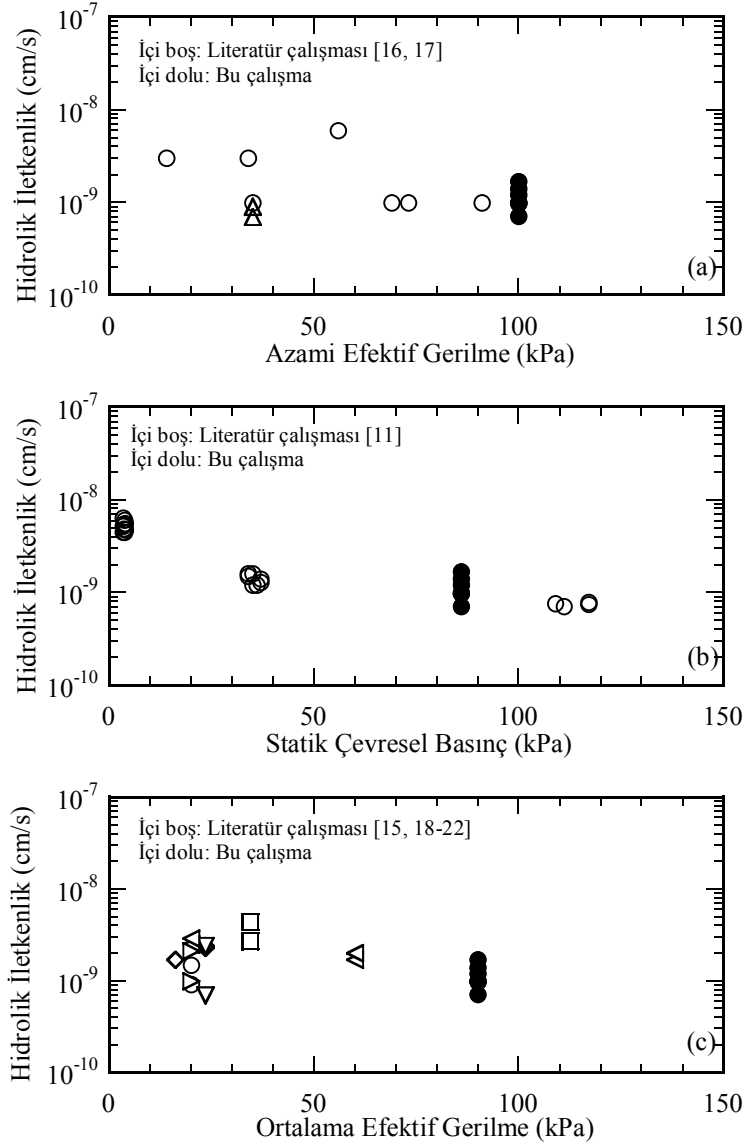 10⁻⁷
İçi boş: Literatür çalışması [16, 17]
İçi dolu: Bu çalışma
10⁻⁸
10⁻⁹
10⁻¹⁰
Hidrolik İletkenlik (cm/s)
(a)
0 50 100 150
Azami Efektif Gerilme (kPa)
10⁻⁷
İçi boş: Literatür çalışması [11]
İçi dolu: Bu çalışma
10⁻⁸
10⁻⁹
10⁻¹⁰
Hidrolik İletkenlik (cm/s)
(b)
0 50 100 150
Statik Çevresel Basınç (kPa)
10⁻⁷
İçi boş: Literatür çalışması [15, 18-22]
İçi dolu: Bu çalışma
10⁻⁸
10⁻⁹
10⁻¹⁰
Hidrolik İletkenlik (cm/s)
(c)
0 50 100 150
Ortalama Efektif Gerilme (kPa)